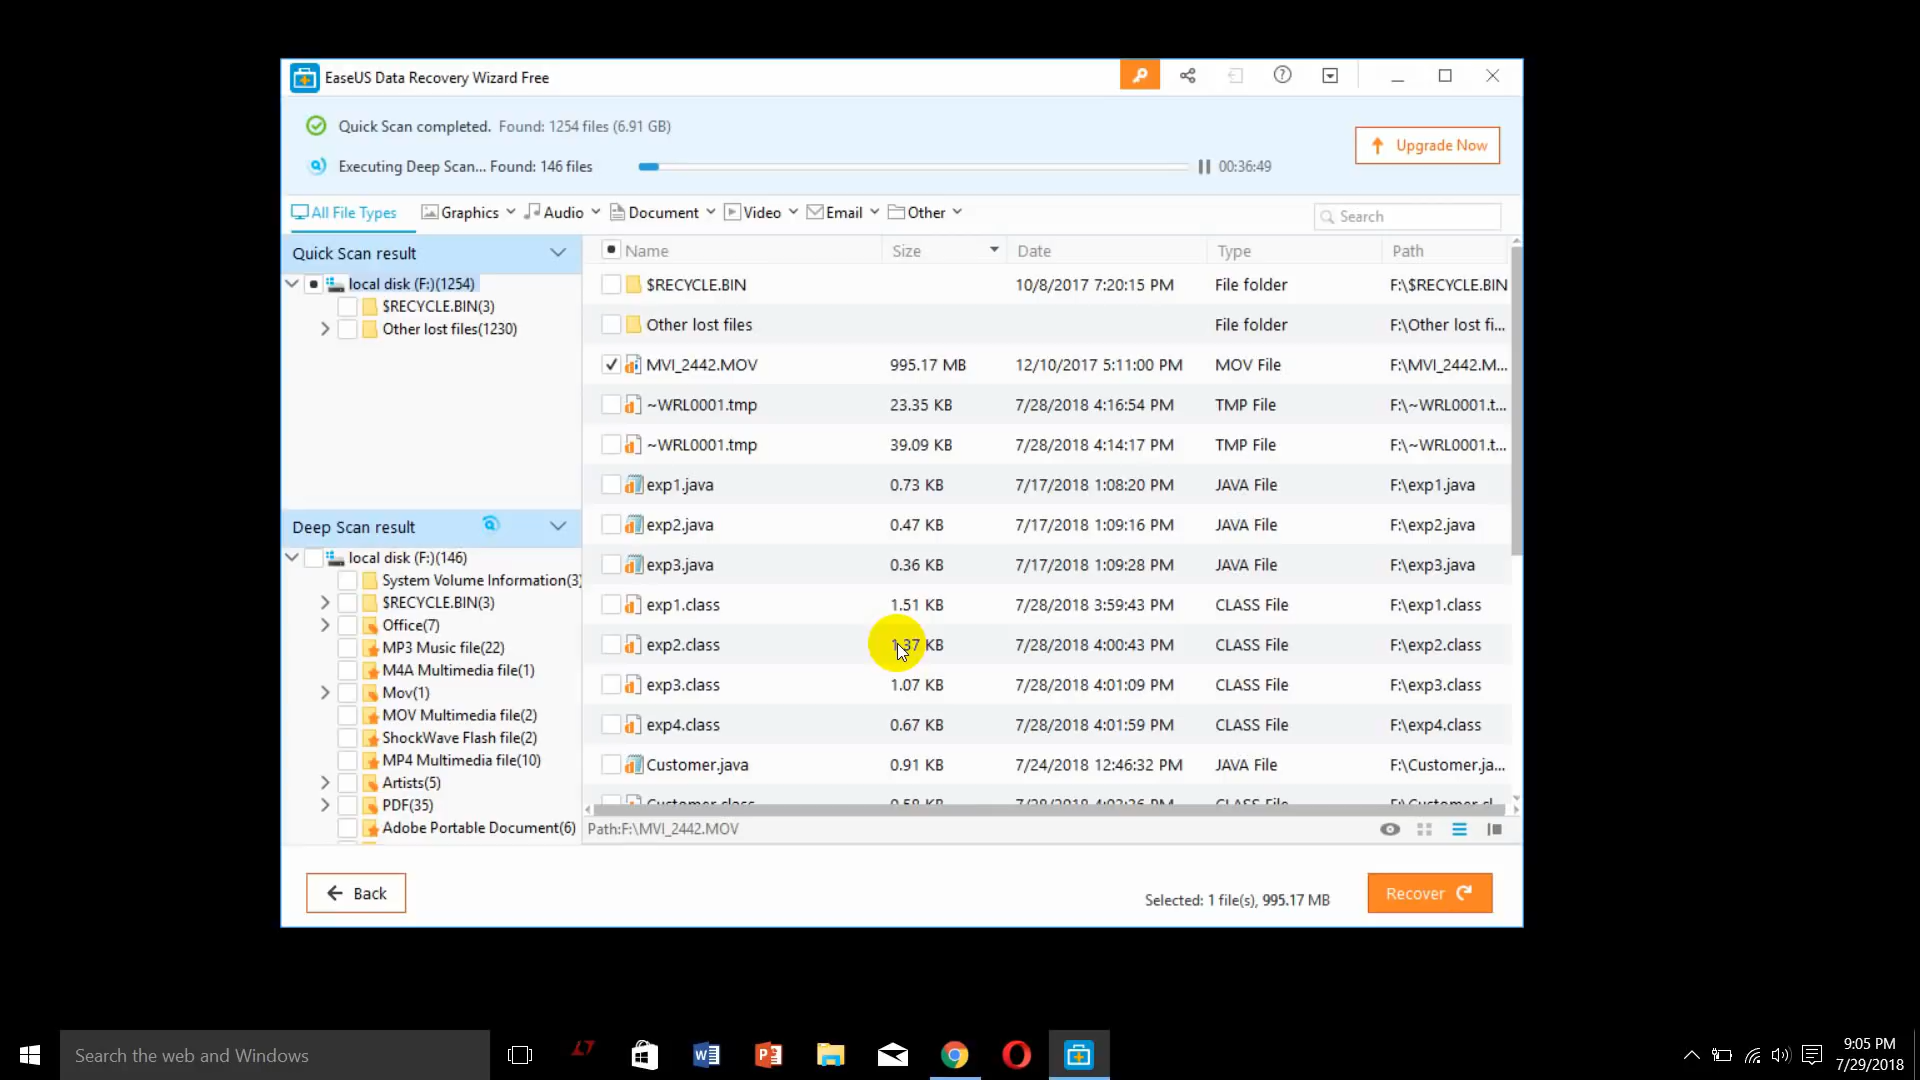 EaseUS Data Recovery Wizard Free
Quick Scan completed. Found: 1254 files (6.91 GB)
Executing Deep Scan... Found: 146 files
00:36:49
Upgrade Now
All File Types Graphics Audio Document Video Email Other
Search
Quick Scan result
local disk (F:)(1254)
$RECYCLE.BIN(3)
Other lost files(1230)
Deep Scan result
local disk (F:)(146)
System Volume Information(3)
$RECYCLE.BIN(3)
Office(7)
MP3 Music file(22)
M4A Multimedia file(1)
Mov(1)
MOV Multimedia file(2)
ShockWave Flash file(2)
MP4 Multimedia file(10)
Artists(5)
PDF(35)
Adobe Portable Document(6)
Name Size Date Type Path
$RECYCLE.BIN 10/8/2017 7:20:15 PM File folder F:\$RECYCLE.BIN
Other lost files File folder F:\Other lost fi...
MVI_2442.MOV 995.17 MB 12/10/2017 5:11:00 PM MOV File F:\MVI_2442.M...
~WRL0001.tmp 23.35 KB 7/28/2018 4:16:54 PM TMP File F:\~WRL0001.t...
~WRL0001.tmp 39.09 KB 7/28/2018 4:14:17 PM TMP File F:\~WRL0001.t...
exp1.java 0.73 KB 7/17/2018 1:08:20 PM JAVA File F:\exp1.java
exp2.java 0.47 KB 7/17/2018 1:09:16 PM JAVA File F:\exp2.java
exp3.java 0.36 KB 7/17/2018 1:09:28 PM JAVA File F:\exp3.java
exp1.class 1.51 KB 7/28/2018 3:59:43 PM CLASS File F:\exp1.class
exp2.class 1.37 KB 7/28/2018 4:00:43 PM CLASS File F:\exp2.class
exp3.class 1.07 KB 7/28/2018 4:01:09 PM CLASS File F:\exp3.class
exp4.class 0.67 KB 7/28/2018 4:01:59 PM CLASS File F:\exp4.class
Customer.java 0.91 KB 7/24/2018 12:46:32 PM JAVA File F:\Customer.ja...
Path:F:\MVI_2442.MOV
Back
Selected: 1 file(s), 995.17 MB
Recover
Search the web and Windows
9:05 PM
7/29/2018